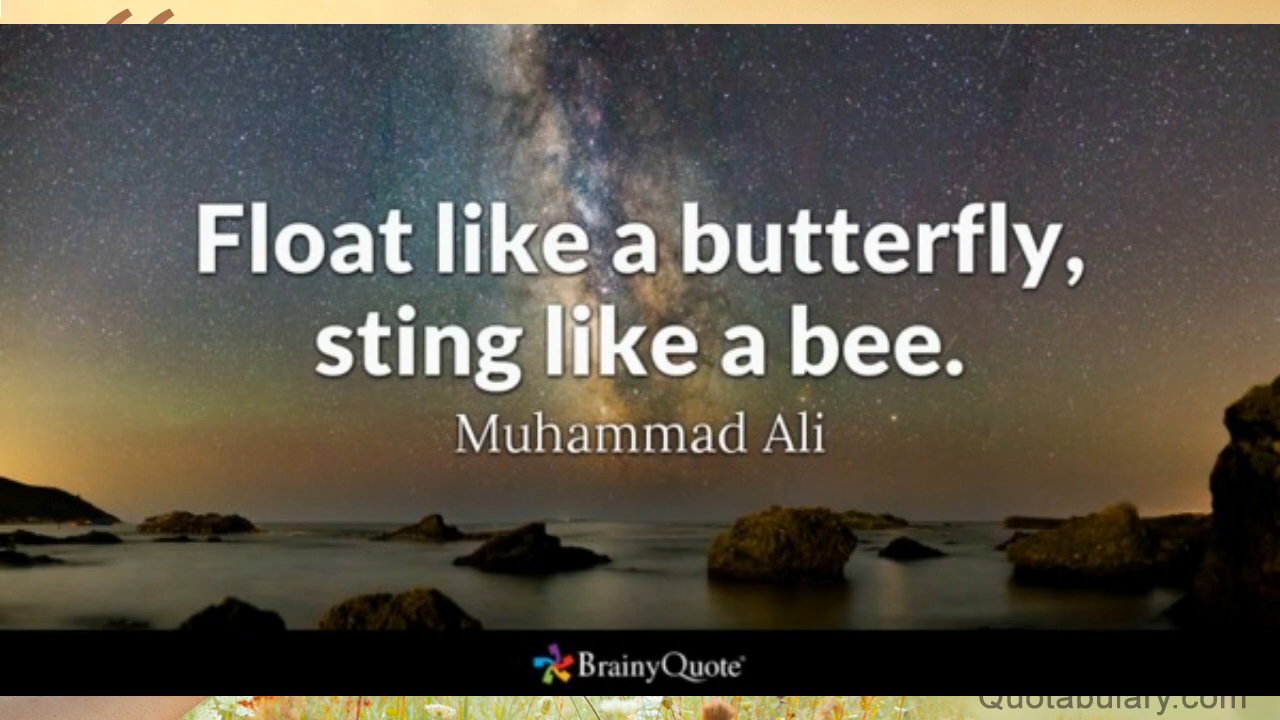 Float like a butterfly,
sting like a bee.
Muhammad Ali
BrainyQuote®
Quotabulary.com